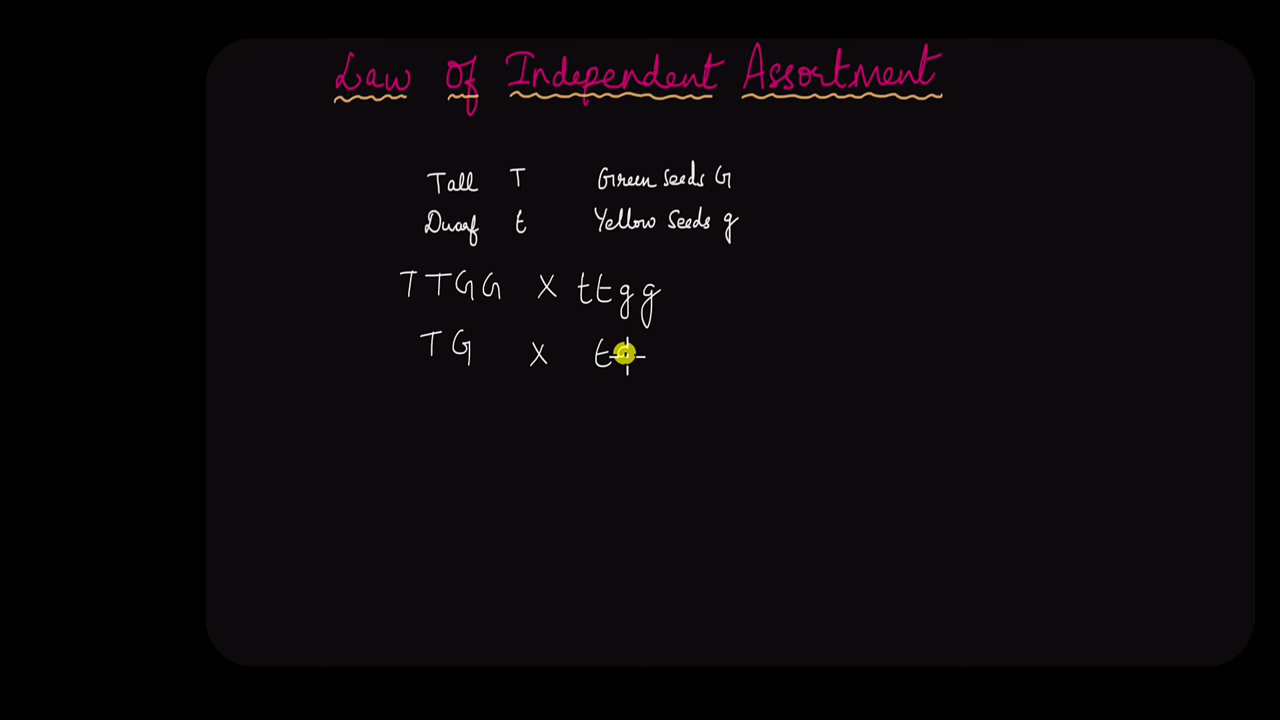 Law Of Independent Assortment
Tall T Green Seeds G
Dwarf t Yellow Seeds g
TTGG X ttgg
TG X t